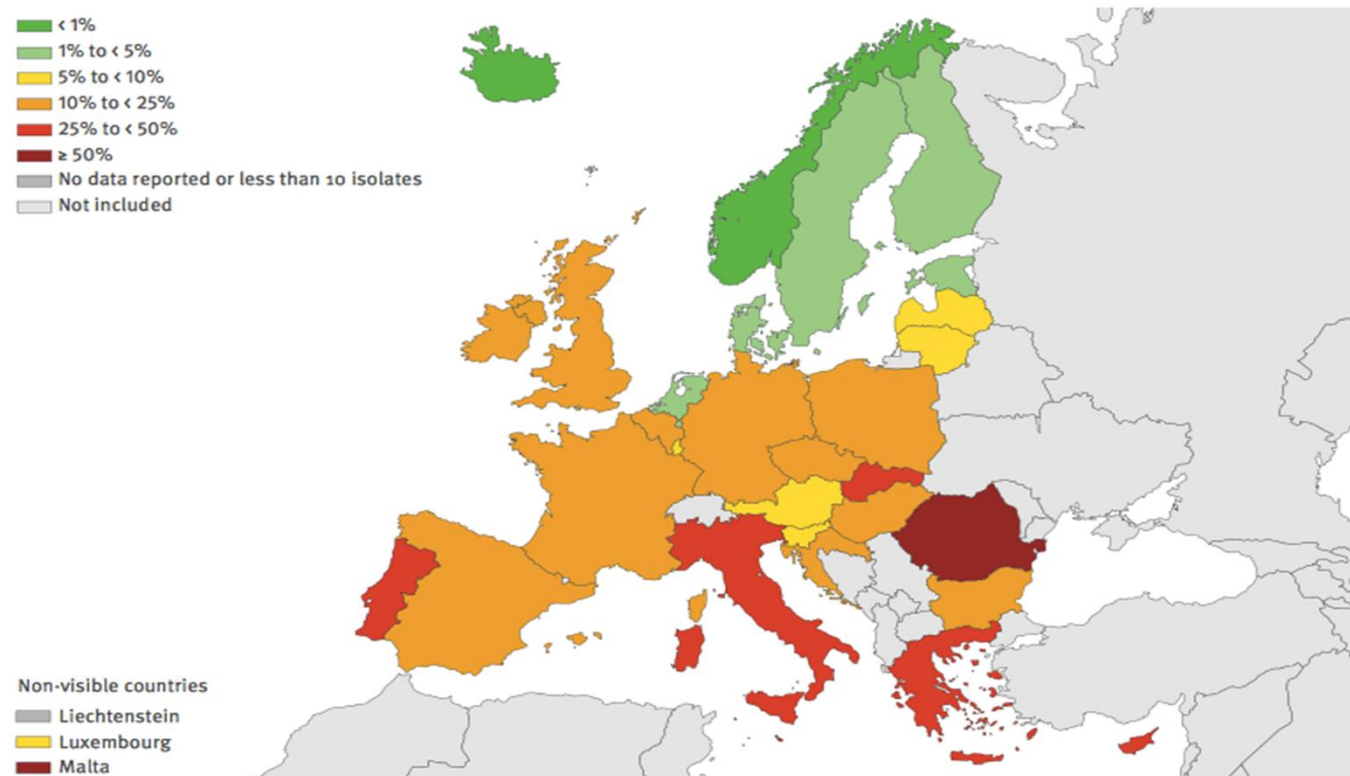 < 1%
1% to < 5%
5% to < 10%
10% to < 25%
25% to < 50%
≥ 50%
No data reported or less than 10 isolates
Not included
Non-visible countries
Liechtenstein
Luxembourg
Malta